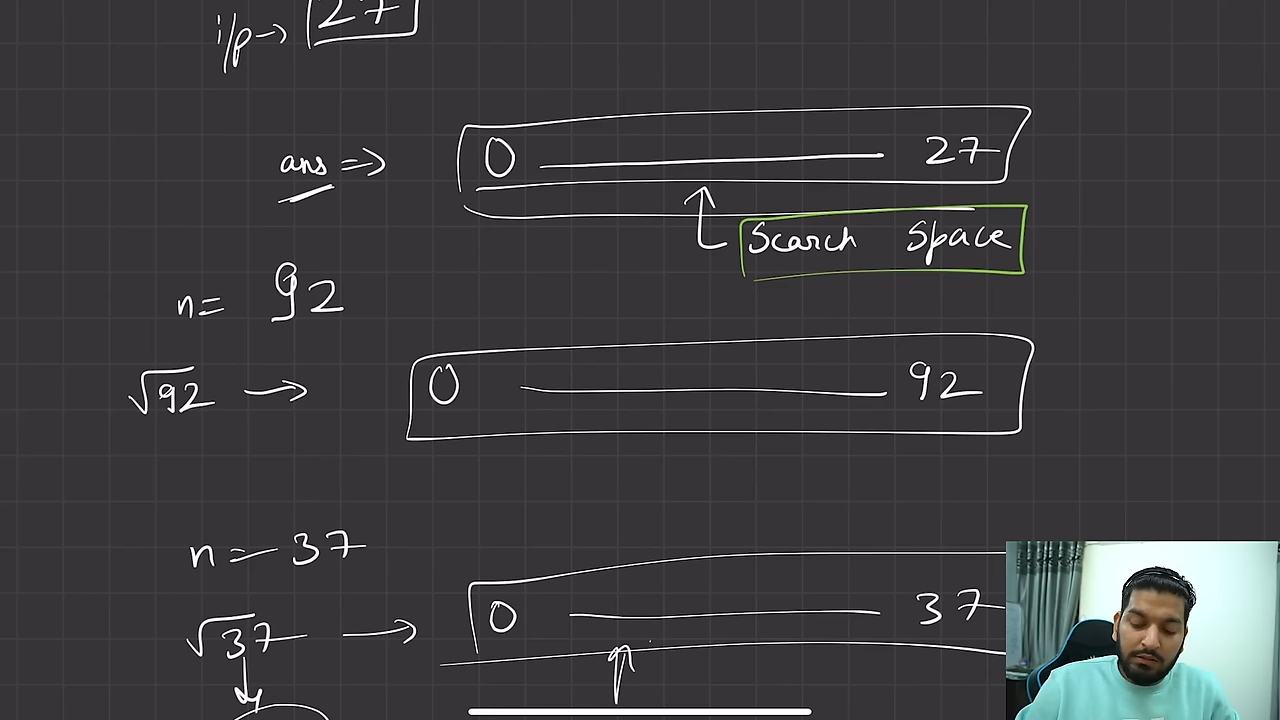 i/p → 27
ans ⇒ 0 27
Search Space
n = 92
√92 → 0 92
n = 37
√37 → 0 37